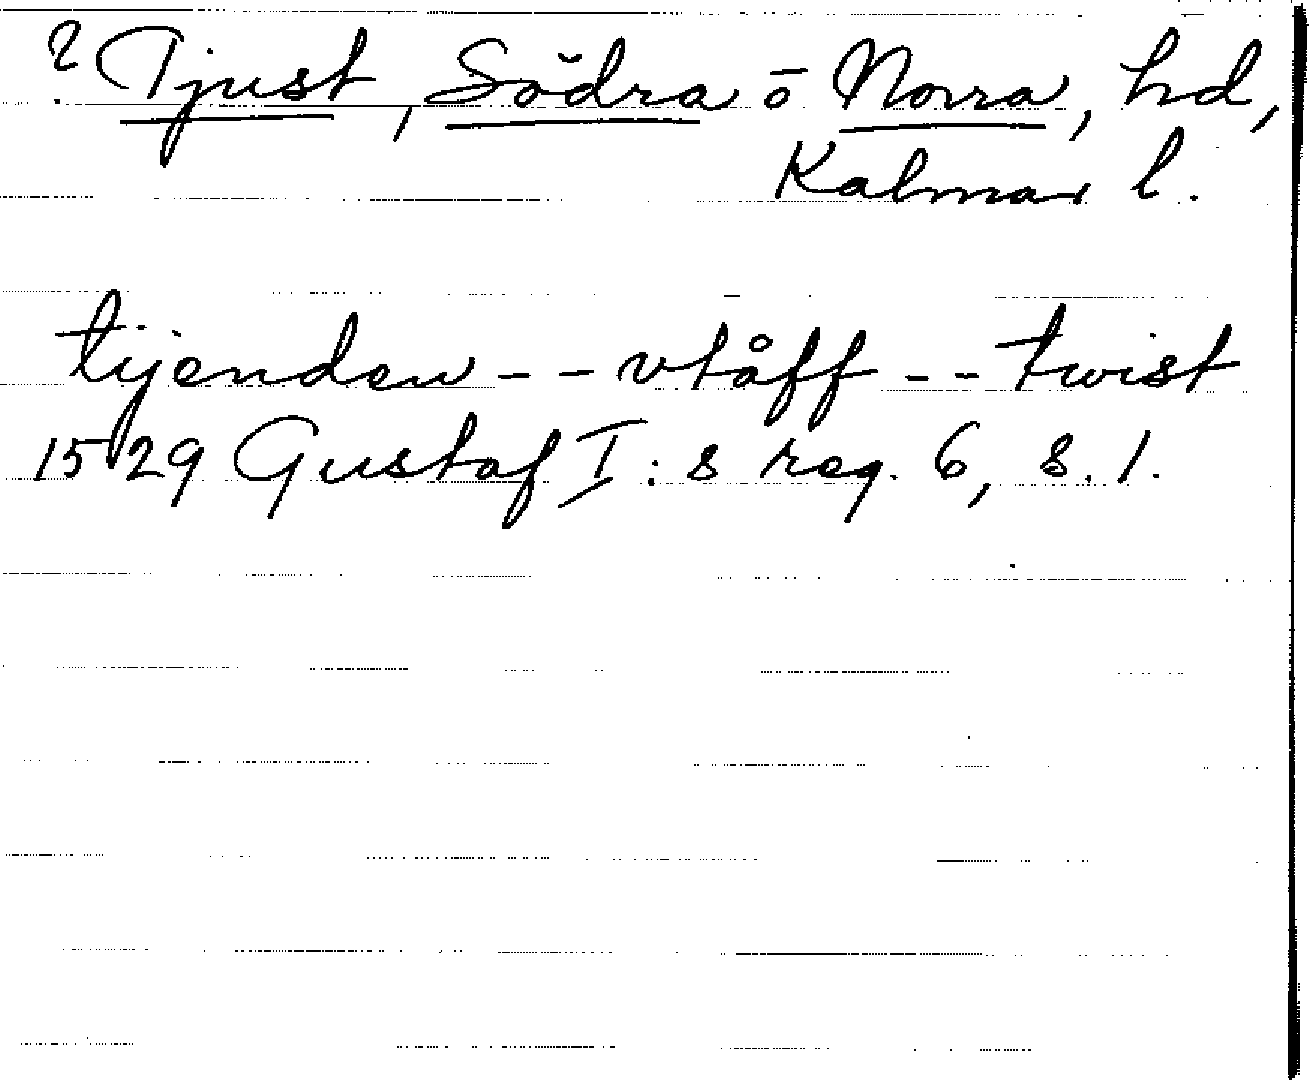 ? Tjust, Södra o Norra, hd,
Kalmar l.
tijenden -- vtåff -- twist
1529 Gustaf I:s reg. 6, s. 1.